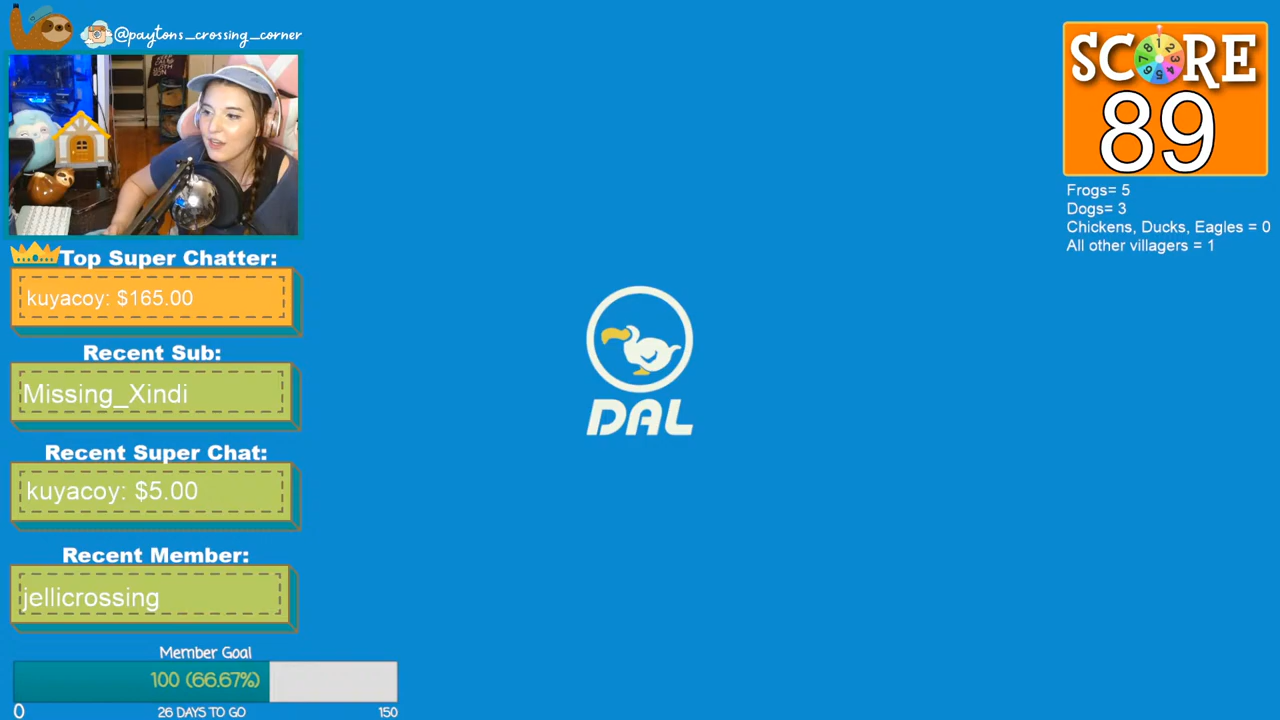 @paytons_crossing_corner
Top Super Chatter:
kuyacoy: $165.00
Recent Sub:
Missing_Xindi
Recent Super Chat:
kuyacoy: $5.00
Recent Member:
jellicrossing
Member Goal
100 (66.67%)
0 26 DAYS TO GO 150
DAL
SCORE
89
Frogs= 5
Dogs= 3
Chickens, Ducks, Eagles = 0
All other villagers = 1